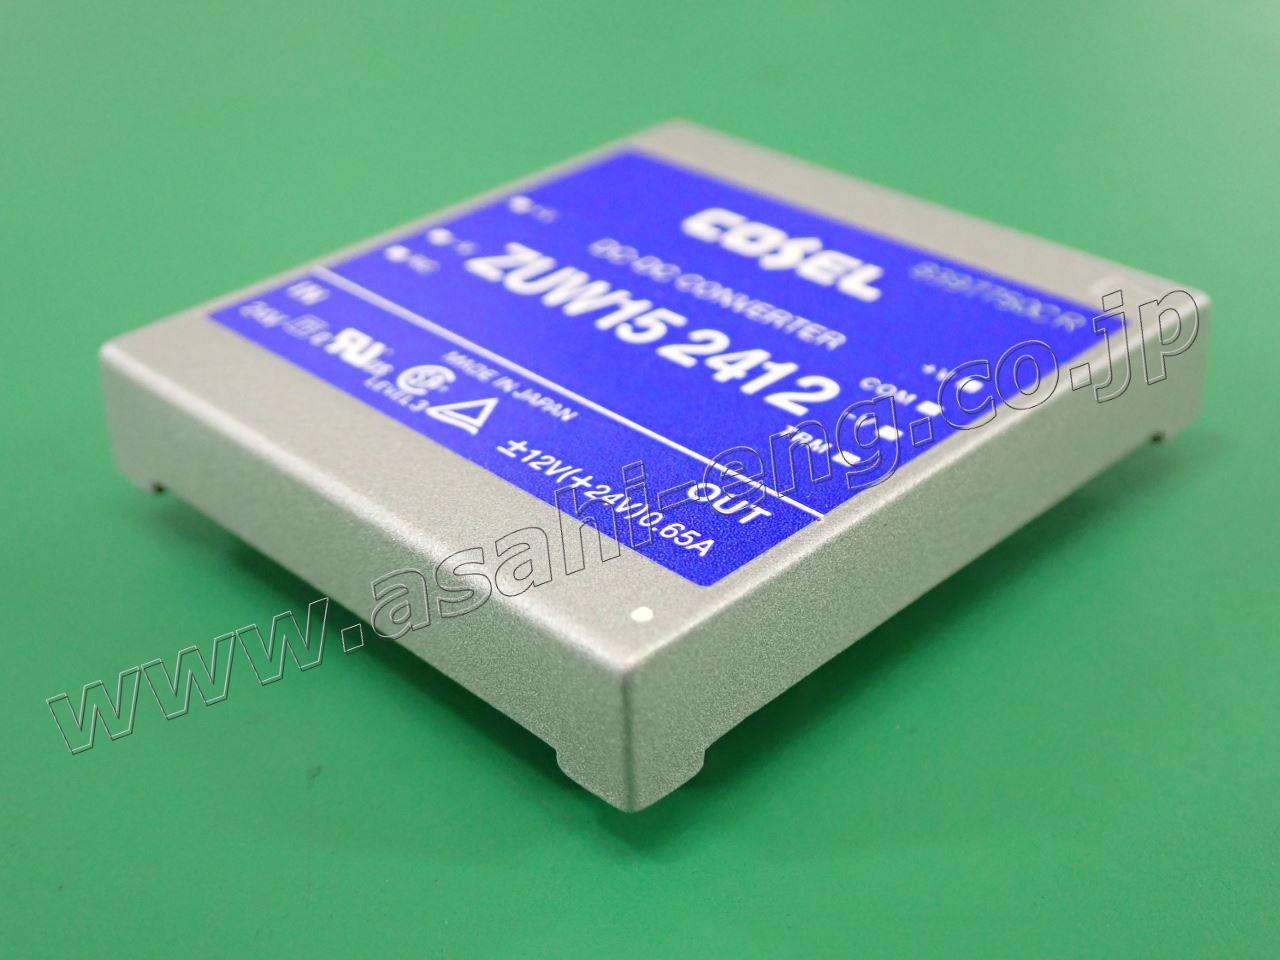 COSEL
DC-DC CONVERTER
ZUW15 2412
+V
COM
-V
TRM
IN
MADE IN JAPAN
LEVEL 3
OUT
±12V(+24V)0.65A
www.asahi-eng.co.jp